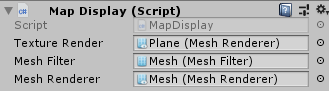 Map Display (Script)
Script MapDisplay
Texture Render Plane (Mesh Renderer)
Mesh Filter Mesh (Mesh Filter)
Mesh Renderer Mesh (Mesh Renderer)